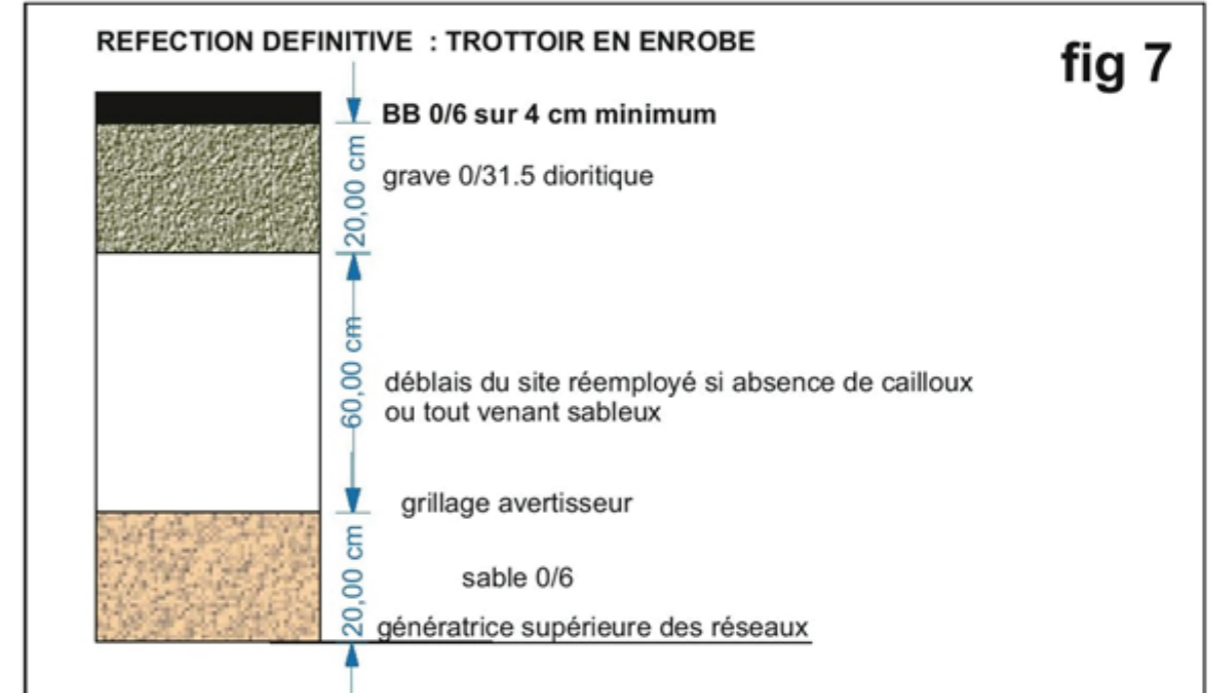 REFECTION DEFINITIVE : TROTTOIR EN ENROBE
fig 7
BB 0/6 sur 4 cm minimum
20,00 cm
grave 0/31.5 dioritique
60,00 cm
déblais du site réemployé si absence de cailloux
ou tout venant sableux
grillage avertisseur
20,00 cm
sable 0/6
génératrice supérieure des réseaux